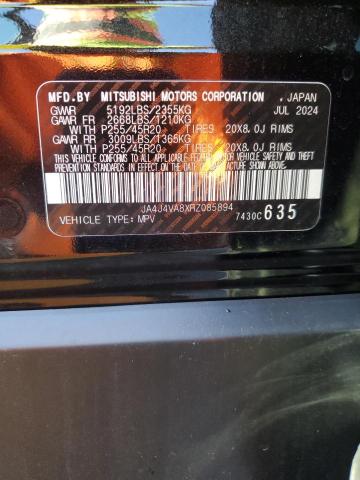 MFD.BY MITSUBISHI MOTORS CORPORATION , JAPAN
GVWR 5192LBS/2355KG JUL 2024
GAWR FR 2668LBS/1210KG
WITH P255/45R20 TIRES 20X8.0J RIMS
GAWR RR 3009LBS/1365KG
WITH P255/45R20 TIRES 20X8.0J RIMS
JA4J4VA8XRZ085894
VEHICLE TYPE: MPV 7430C 635